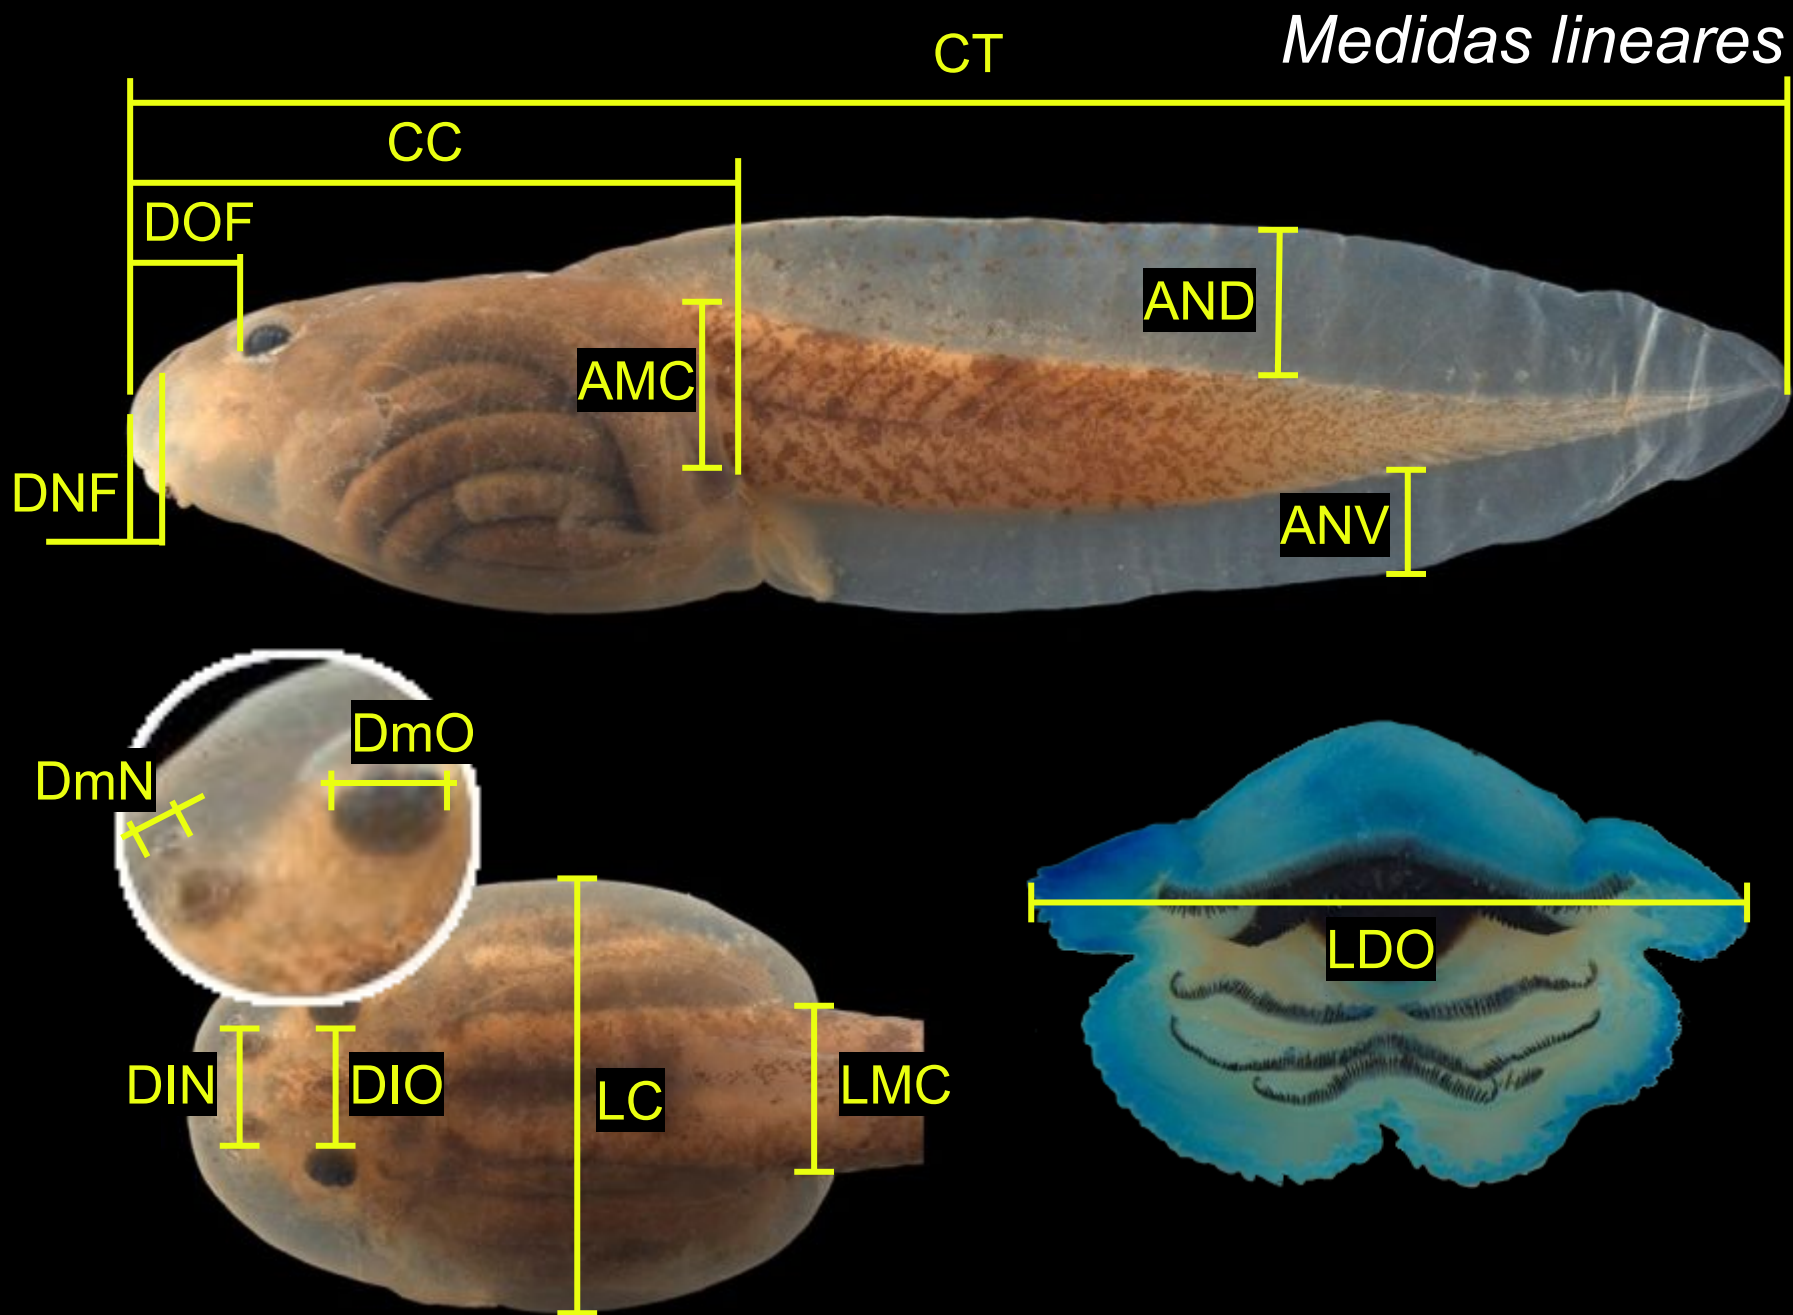 Medidas lineares
CT
CC
DOF
AND
AMC
DNF
ANV
DmO
DmN
LDO
DIN
DIO
LC
LMC